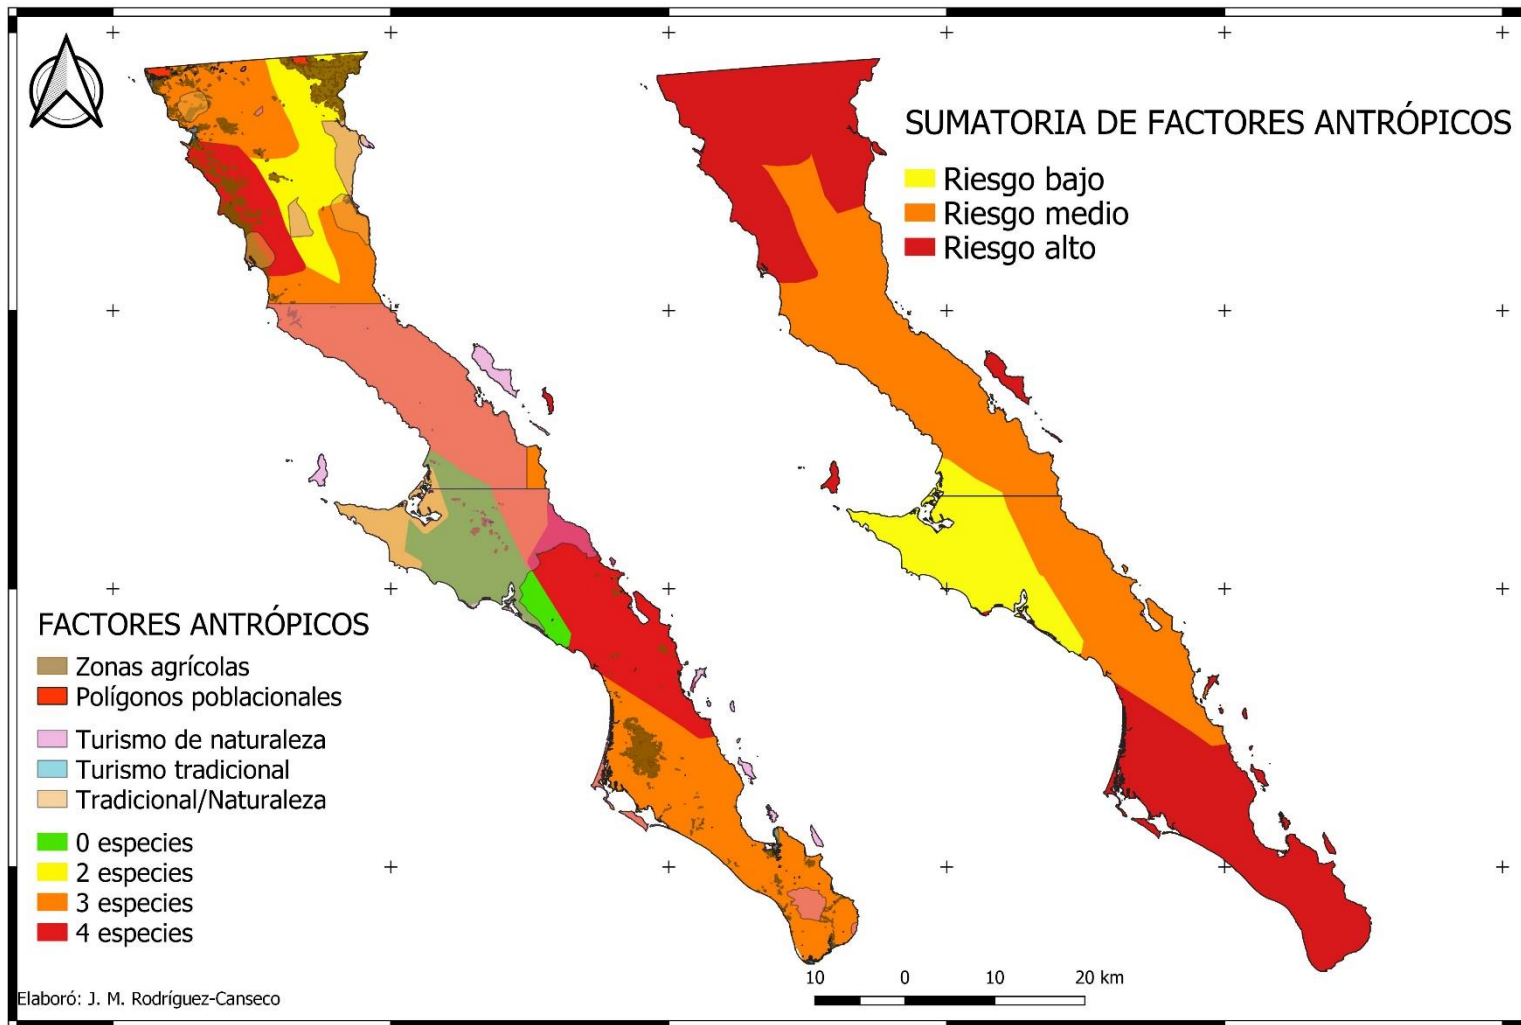 SUMATORIA DE FACTORES ANTRÓPICOS
Riesgo bajo
Riesgo medio
Riesgo alto
FACTORES ANTRÓPICOS
Zonas agrícolas
Polígonos poblacionales
Turismo de naturaleza
Turismo tradicional
Tradicional/Naturaleza
0 especies
2 especies
3 especies
4 especies
10 0 10 20 km
Elaboró: J. M. Rodríguez-Canseco